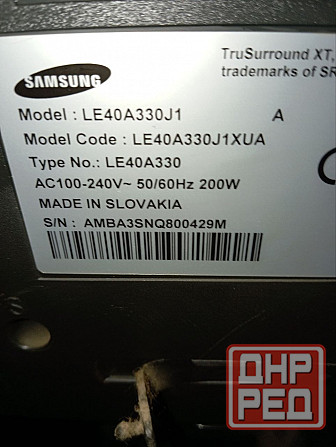 TruSurround XT,
trademarks of SR
SAMSUNG
Model : LE40A330J1 A
Model Code : LE40A330J1XUA
Type No.: LE40A330
AC100-240V~ 50/60Hz 200W
MADE IN SLOVAKIA
S/N : AMBA3SNQ800429M
ДНР
РЕД